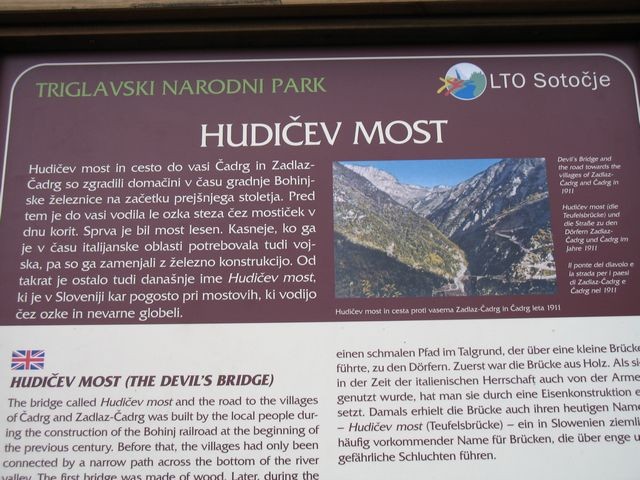 TRIGLAVSKI NARODNI PARK
LTO Sotočje
HUDIČEV MOST
Hudičev most in cesto do vasi Čadrg in Zadlaz-
Čadrg so zgradili domačini v času gradnje Bohinj-
ske železnice na začetku prejšnjega stoletja. Pred
tem je do vasi vodila le ozka steza čez mostiček v
dnu korit. Sprva je bil most lesen. Kasneje, ko ga
je v času italijanske oblasti potrebovala tudi voj-
ska, pa so ga zamenjali z železno konstrukcijo. Od
takrat je ostalo tudi današnje ime Hudičev most,
ki je v Sloveniji kar pogosto pri mostovih, ki vodijo
čez ozke in nevarne globeli.
Devil's Bridge and
the road towards the
villages of Zadlaz-
Čadrg and Čadrg in
1911
Hudičev most (die
Teufelsbrücke) und
die Straße zu den
Dörfern Zadlaz-
Čadrg und Čadrg im
Jahre 1911
Il ponte del diavolo e
la strada per i paesi
di Zadlaz-Čadrg e
Čadrg nel 1911
Hudičev most in cesta proti vasema Zadlaz-Čadrg in Čadrg leta 1911
HUDIČEV MOST (THE DEVIL'S BRIDGE)
The bridge called Hudičev most and the road to the villages
of Čadrg and Zadlaz-Čadrg was built by the local people dur-
ing the construction of the Bohinj railroad at the beginning of
the previous century. Before that, the villages had only been
connected by a narrow path across the bottom of the river
valley. The first bridge was made of wood. Later, during the
einen schmalen Pfad im Talgrund, der über eine kleine Brücke
führte, zu den Dörfern. Zuerst war die Brücke aus Holz. Als si
in der Zeit der italienischen Herrschaft auch von der Arme
genutzt wurde, hat man sie durch eine Eisenkonstruktion e
setzt. Damals erhielt die Brücke auch ihren heutigen Nam
– Hudičev most (Teufelsbrücke) – ein in Slowenien ziemli
häufig vorkommender Name für Brücken, die über enge u
gefährliche Schluchten führen.